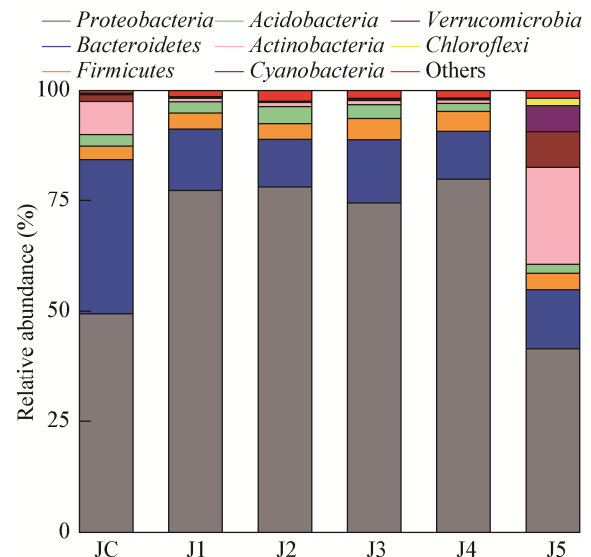 Proteobacteria Acidobacteria Verrucomicrobia
Bacteroidetes Actinobacteria Chloroflexi
Firmicutes Cyanobacteria Others
100
75
50
25
0
Relative abundance (%)
JC J1 J2 J3 J4 J5